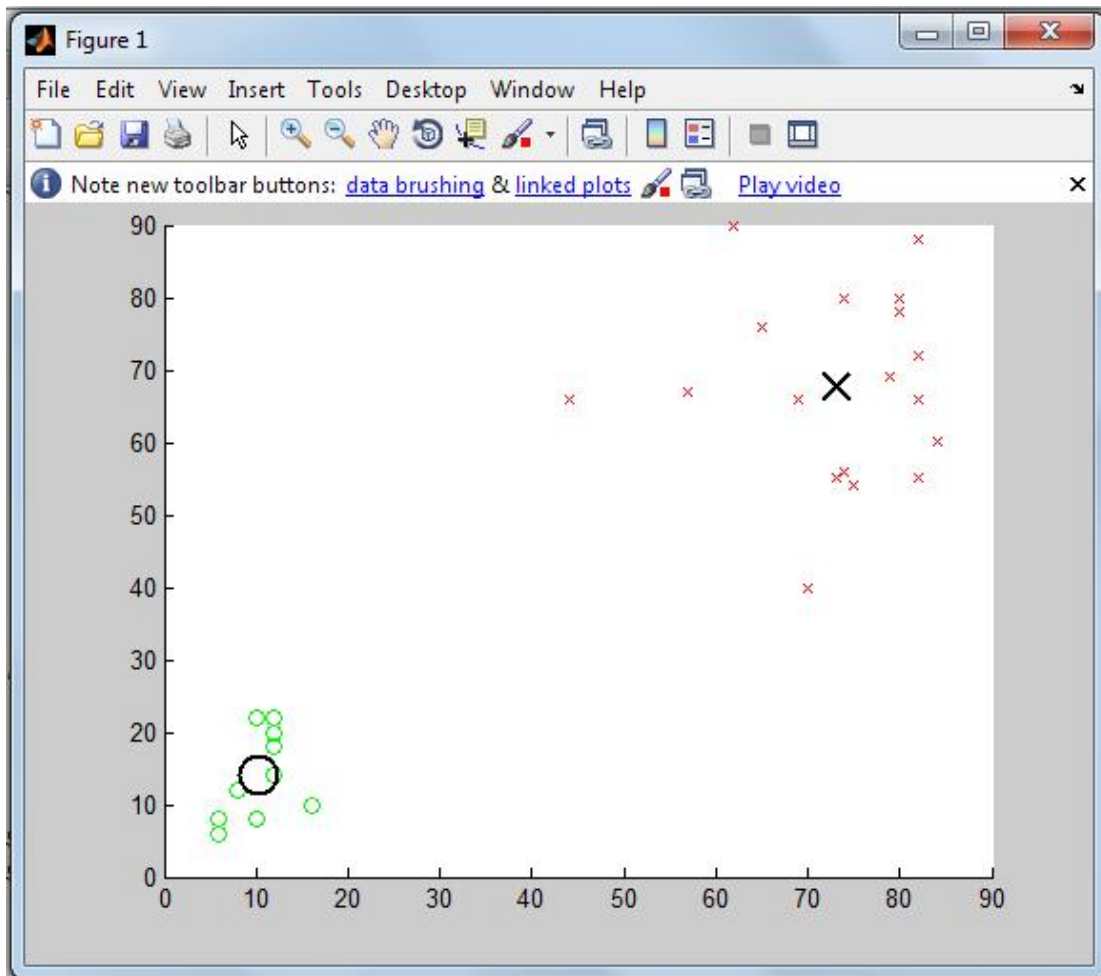 Figure 1
File Edit View Insert Tools Desktop Window Help
Note new toolbar buttons: data brushing & linked plots Play video
90
80
70
60
50
40
30
20
10
0
0 10 20 30 40 50 60 70 80 90